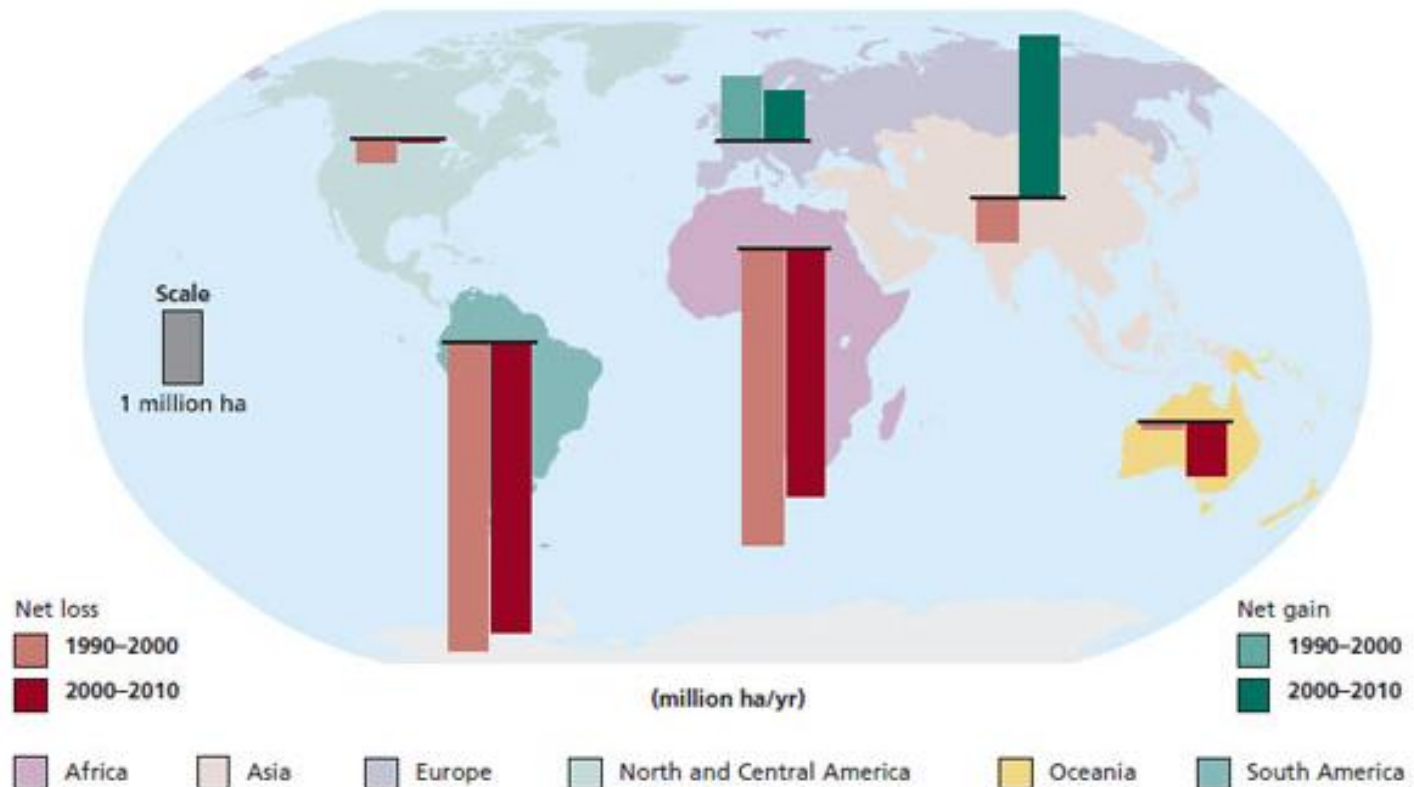 Scale
1 million ha
Net loss
1990–2000
2000–2010
(million ha/yr)
Net gain
1990–2000
2000–2010
Africa
Asia
Europe
North and Central America
Oceania
South America